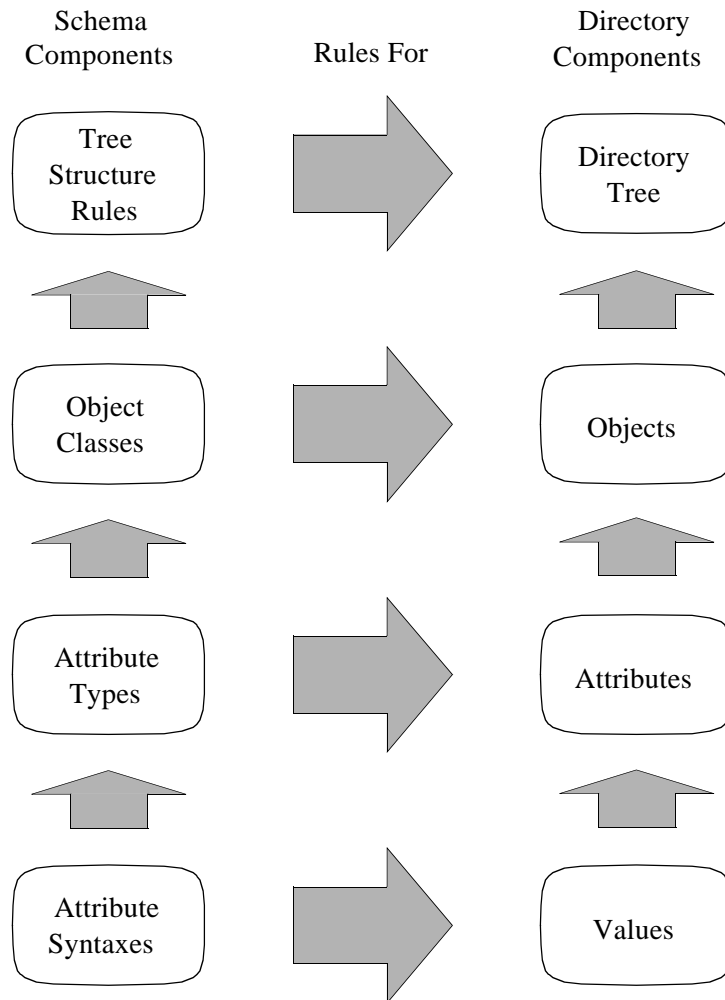 Schema
Components
Rules For
Directory
Components
Tree
Structure
Rules
Directory
Tree
Object
Classes
Objects
Attribute
Types
Attributes
Attribute
Syntaxes
Values